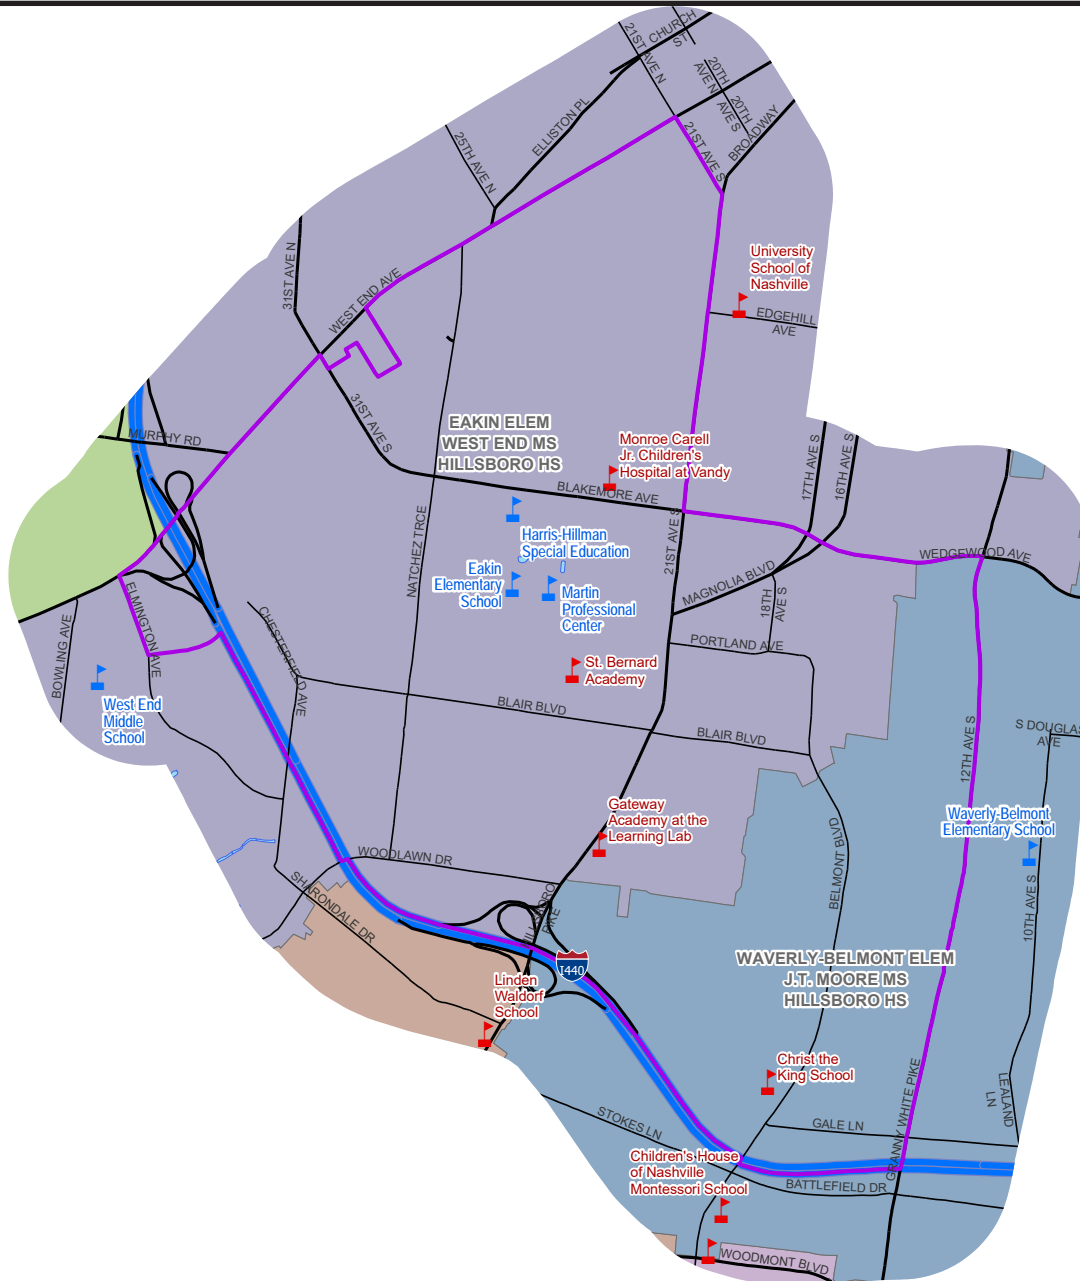 CHURCH
ST
21ST AVE N
20TH
AVE N
20TH
AVE S
BROADWAY
21ST AVE S
ELLISTON PL
25TH AVE N
31ST AVE N
WEST END AVE
University
School of
Nashville
EDGEHILL
AVE
31ST AVE S
MURPHY RD
EAKIN ELEM
WEST END MS
HILLSBORO HS
Monroe Carell
Jr. Children's
Hospital at Vandy
BLAKEMORE AVE
17TH AVE S
16TH AVE S
Harris-Hillman
Special Education
NATCHEZ TRCE
21ST AVE S
WEDGEWOOD AVE
Eakin
Elementary
School
Martin
Professional
Center
MAGNOLIA BLVD
18TH
AVE S
ELMINGTON AVE
BOWLING AVE
CHESTERFIELD AVE
PORTLAND AVE
St. Bernard
Academy
West End
Middle
School
BLAIR BLVD
BLAIR BLVD
12TH AVE S
S DOUGLAS
AVE
Gateway
Academy at the
Learning Lab
Waverly-Belmont
Elementary School
BELMONT BLVD
WOODLAWN DR
SHARONDALE DR
10TH AVE S
PIKE
I440
WAVERLY-BELMONT ELEM
J.T. MOORE MS
HILLSBORO HS
Linden
Waldorf
School
Christ the
King School
GRANNY WHITE PIKE
LEALAND
LN
STOKES LN
GALE LN
Children's House
of Nashville
Montessori School
BATTLEFIELD DR
WOODMONT BLVD